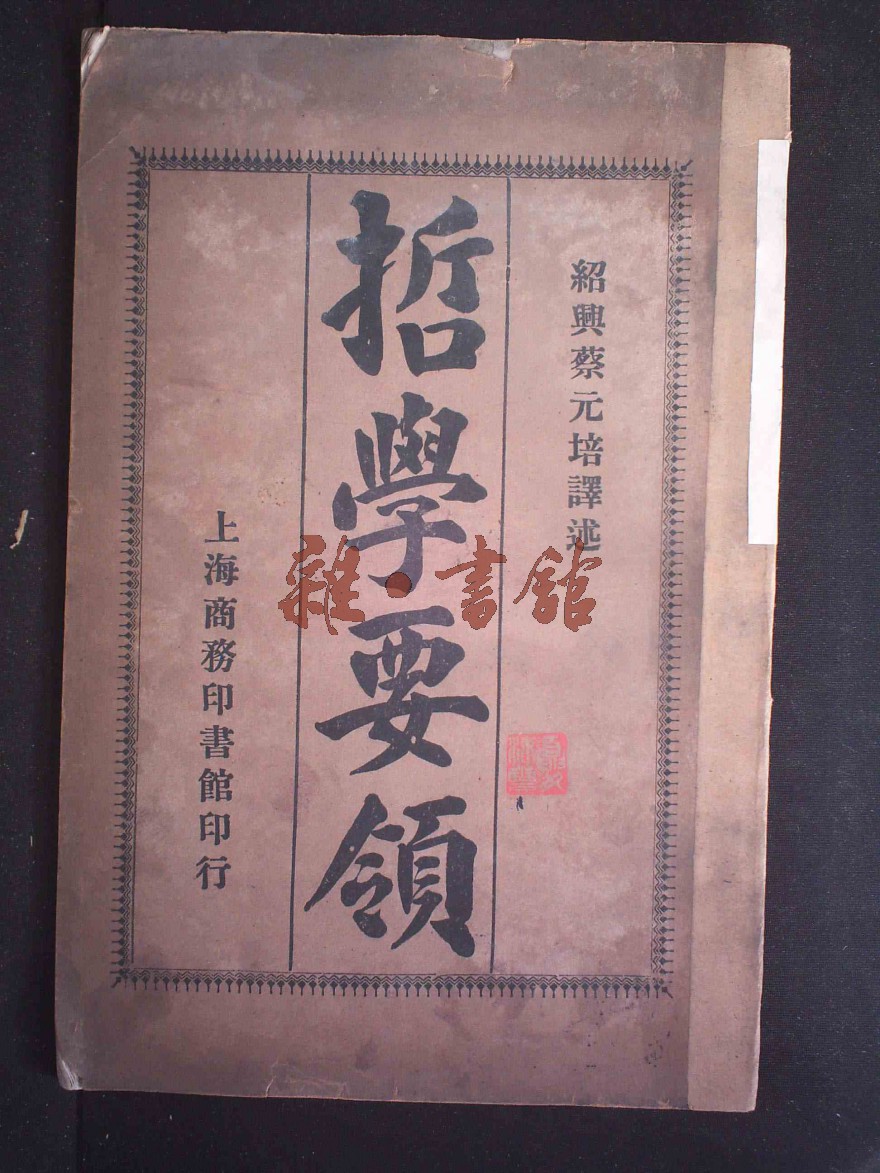 紹興蔡元培譯述
哲學要領
上海商務印書館印行
雜·書館